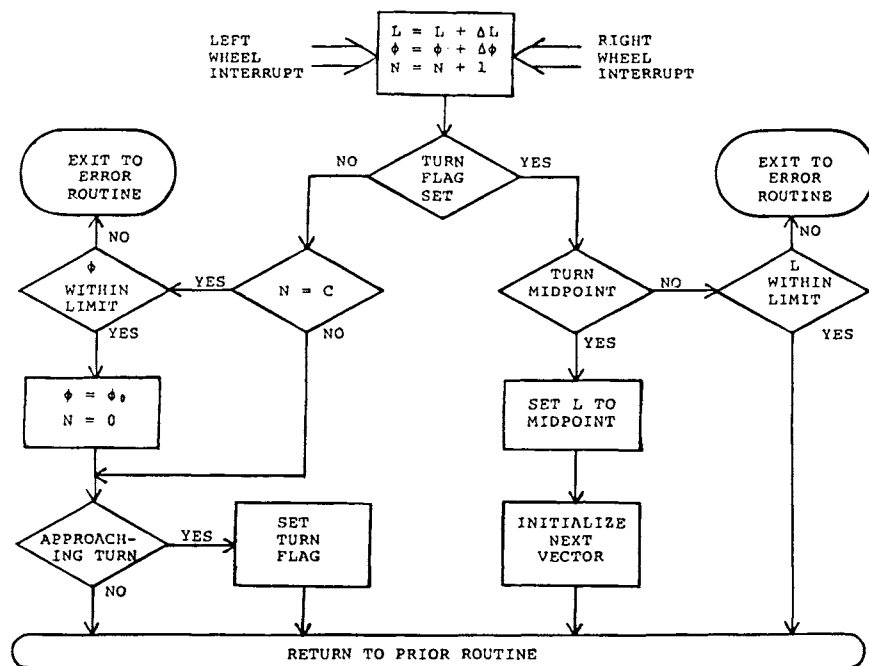 LEFT
WHEEL
INTERRUPT
L = L + ΔL
ϕ = ϕ + Δϕ
N = N + 1
RIGHT
WHEEL
INTERRUPT
EXIT TO
ERROR
ROUTINE
NO
TURN
FLAG
SET
YES
EXIT TO
ERROR
ROUTINE
NO
NO
ϕ
WITHIN
LIMIT
YES
N = C
TURN
MIDPOINT
NO
L
WITHIN
LIMIT
YES
NO
YES
YES
ϕ = ϕ₀
N = 0
SET L TO
MIDPOINT
APPROACH-
ING TURN
YES
SET
TURN
FLAG
INITIALIZE
NEXT
VECTOR
NO
RETURN TO PRIOR ROUTINE